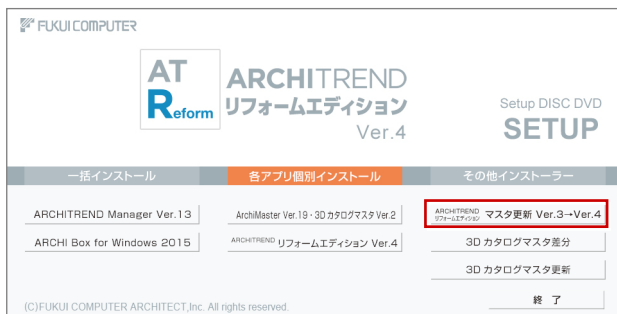 FUKUI COMPUTER
AT
Reform
ARCHITREND
リフォームエディション
Ver.4
Setup DISC DVD
SETUP
一括インストール
各アプリ個別インストール
その他インストーラー
ARCHITREND Manager Ver.13
ArchiMaster Ver.19・3Dカタログマスタ Ver.2
ARCHITREND リフォームエディション マスタ更新 Ver.3→Ver.4
ARCHI Box for Windows 2015
ARCHITREND リフォームエディション Ver.4
3Dカタログマスタ差分
3Dカタログマスタ更新
終 了
(C)FUKUI COMPUTER ARCHITECT,Inc. All rights reserved.